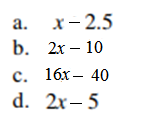 a. x – 2.5
b. 2x – 10
c. 16x – 40
d. 2x – 5